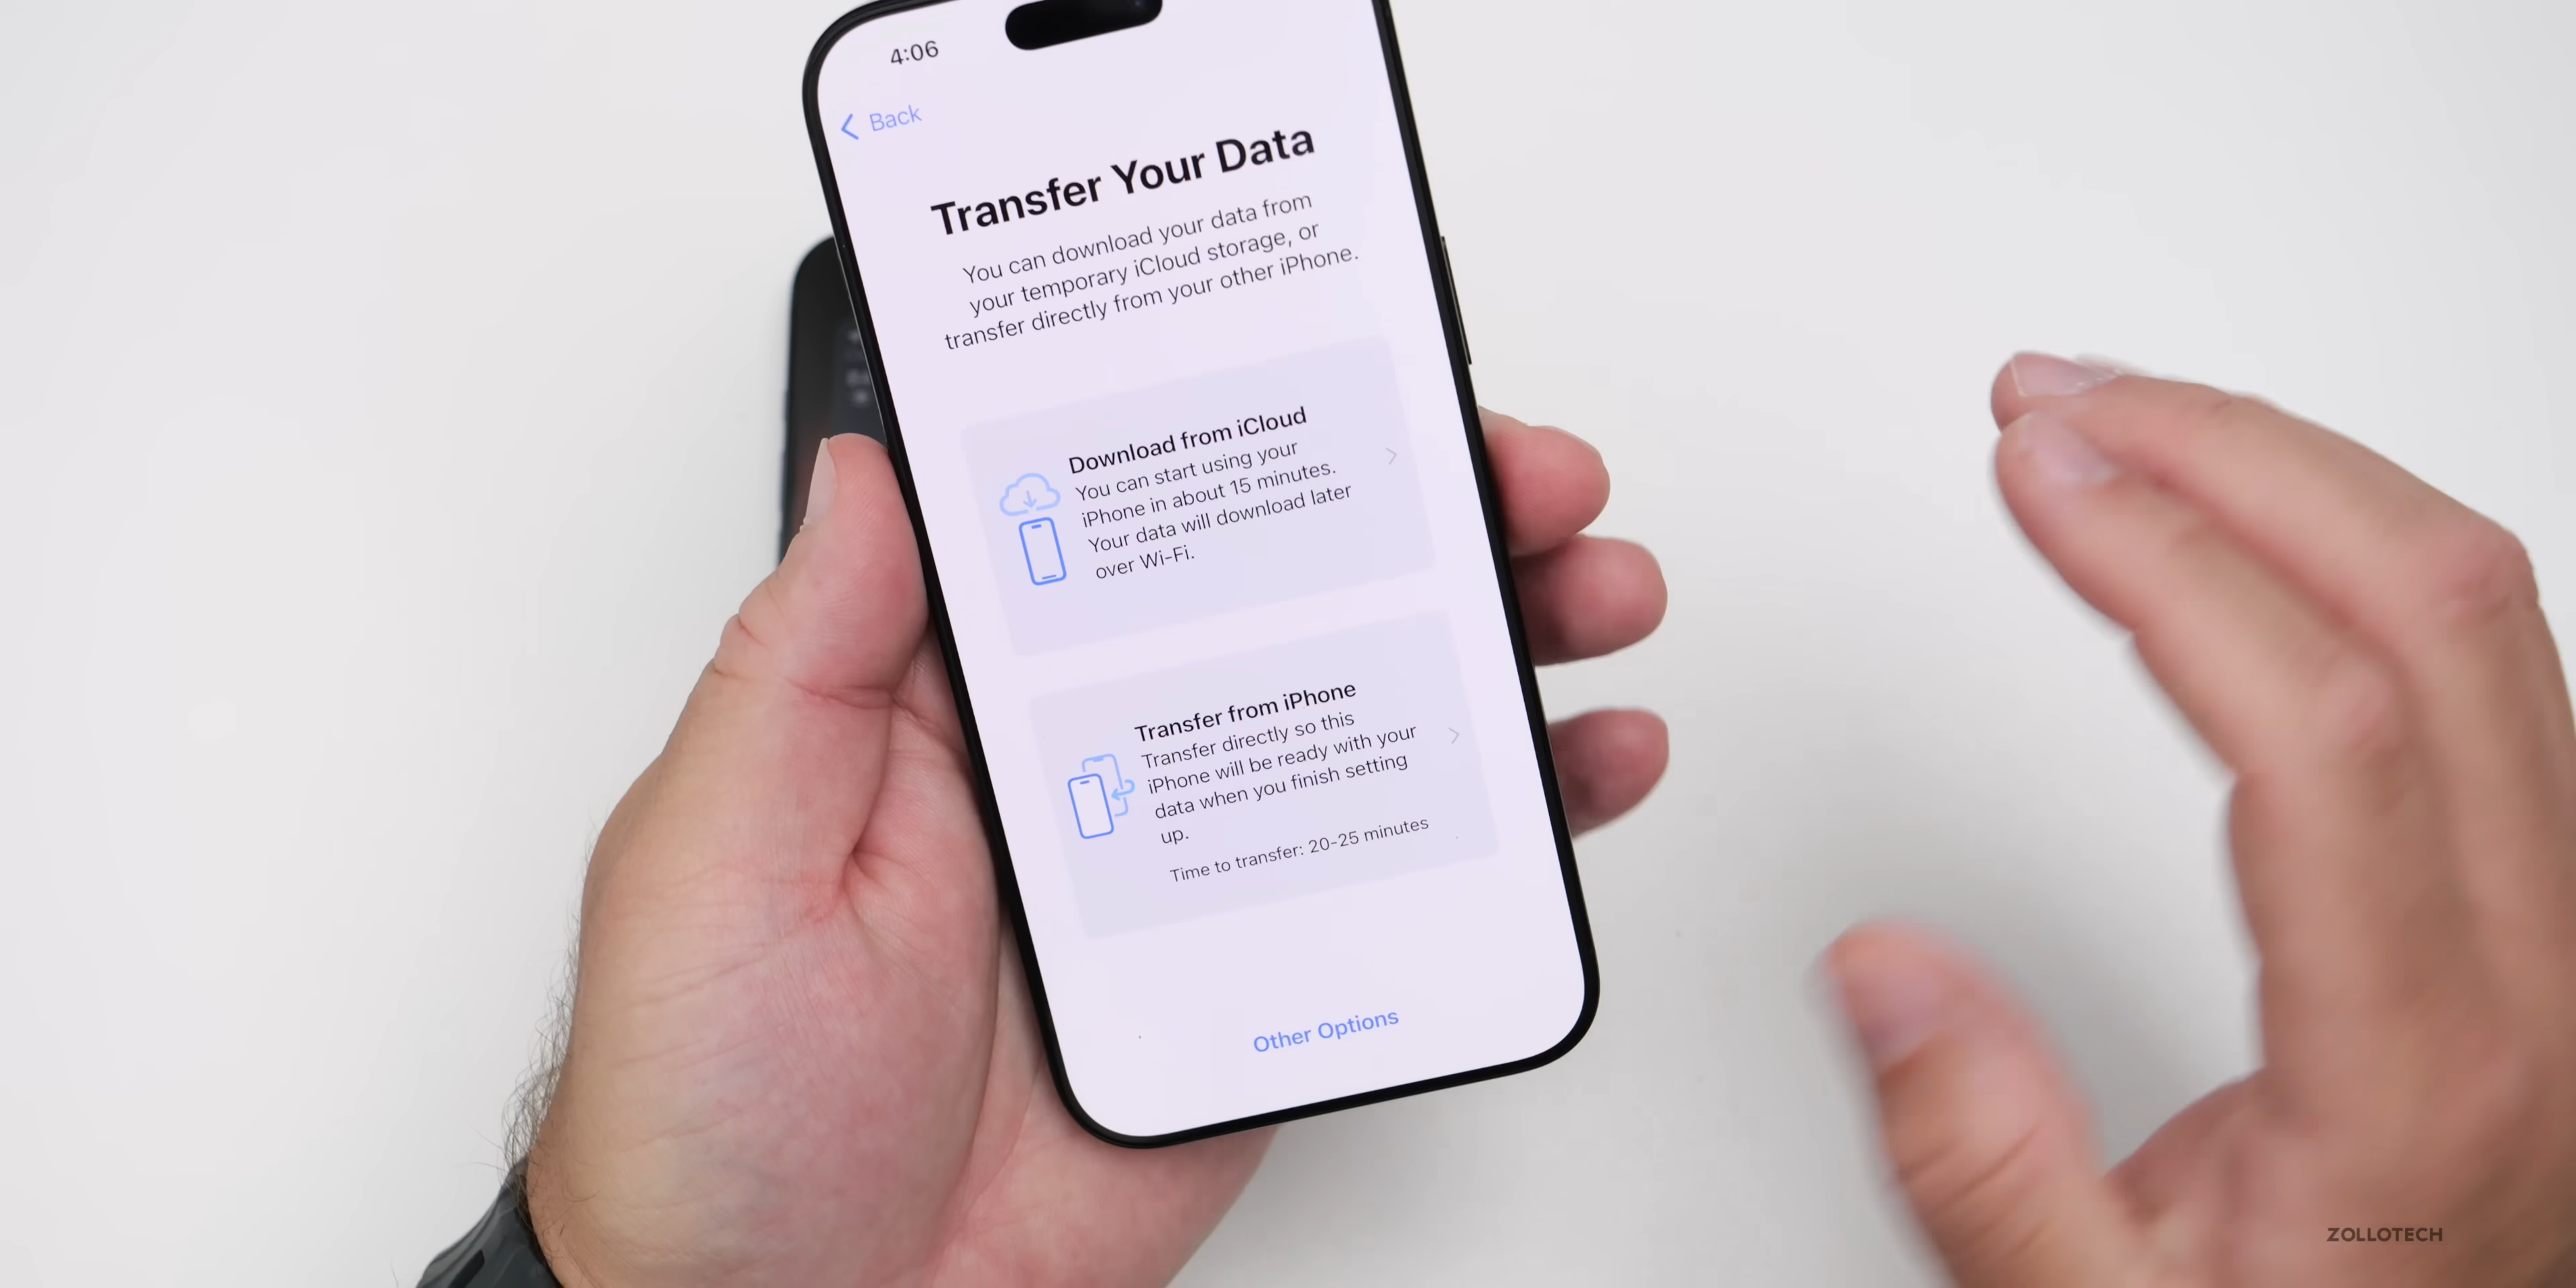 4:06
Back
Transfer Your Data
You can download your data from
your temporary iCloud storage, or
transfer directly from your other iPhone.
Download from iCloud
You can start using your
iPhone in about 15 minutes.
Your data will download later
over Wi-Fi.
Transfer from iPhone
Transfer directly so this
iPhone will be ready with your
data when you finish setting
up.
Time to transfer: 20-25 minutes
Other Options
ZOLLOTECH